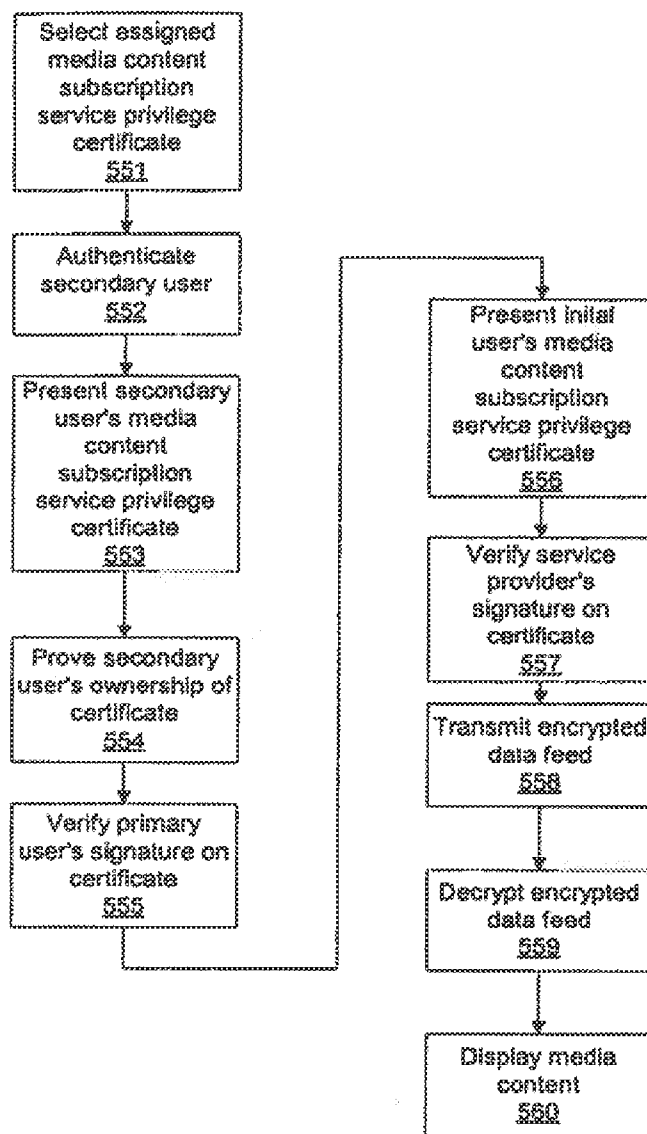 Select assigned
media content
subscription
service privilege
certificate
551
Authenticate
secondary user
552
Present secondary
user's media
content
subscription
service privilege
certificate
553
Prove secondary
user's ownership of
certificate
554
Verify primary
user's signature on
certificate
555
Present inital
user's media
content
subscription
service privilege
certificate
556
Verify service
provider's
signature on
certificate
557
Transmit encrypted
data feed
558
Decrypt encrypted
data feed
559
Display media
content
560